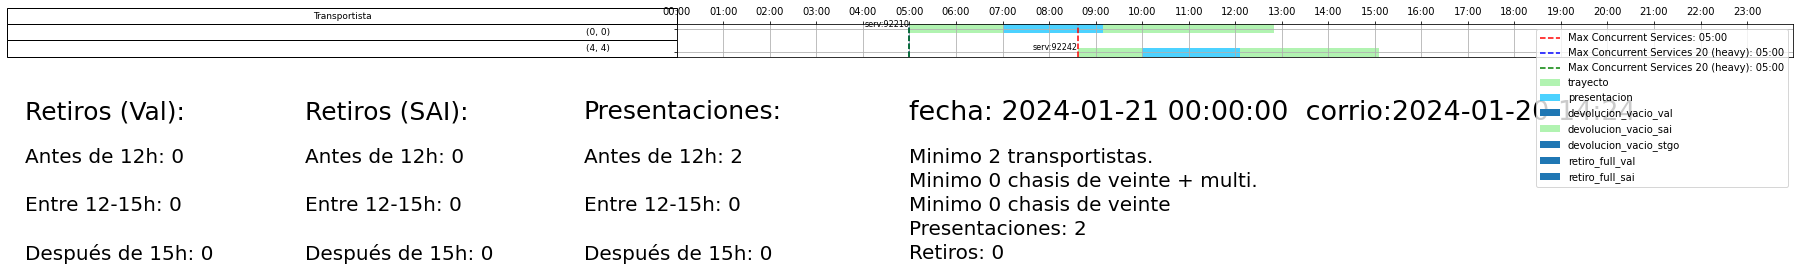 Transportista
00:00 01:00 02:00 03:00 04:00 05:00 06:00 07:00 08:00 09:00 10:00 11:00 12:00 13:00 14:00 15:00 16:00 17:00 18:00 19:00 20:00 21:00 22:00 23:00
(0, 0)
serv:92210
(4, 4)
serv:92242
Max Concurrent Services: 05:00
Max Concurrent Services 20 (heavy): 05:00
Max Concurrent Services 20 (heavy): 05:00
trayecto
presentacion
devolucion_vacio_val
devolucion_vacio_sai
devolucion_vacio_stgo
retiro_full_val
retiro_full_sai
Retiros (Val):
Antes de 12h: 0
Entre 12-15h: 0
Después de 15h: 0
Retiros (SAI):
Antes de 12h: 0
Entre 12-15h: 0
Después de 15h: 0
Presentaciones:
Antes de 12h: 2
Entre 12-15h: 0
Después de 15h: 0
fecha: 2024-01-21 00:00:00  corrio:2024-01-20 14:24
Minimo 2 transportistas.
Minimo 0 chasis de veinte + multi.
Minimo 0 chasis de veinte
Presentaciones: 2
Retiros: 0